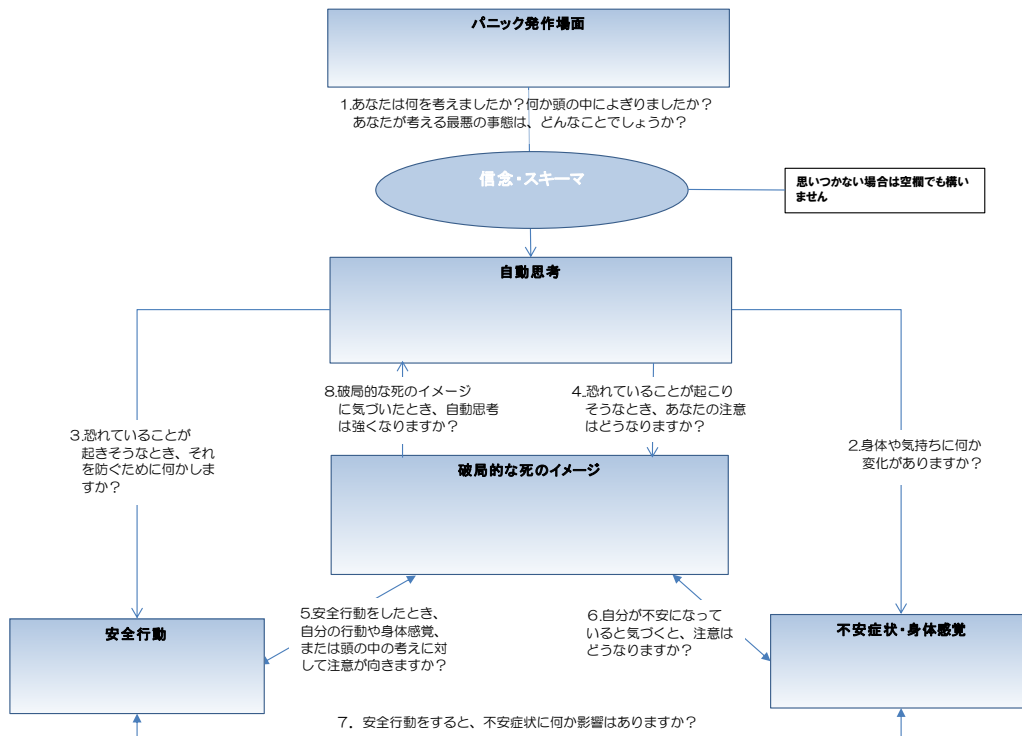 パニック発作場面
1.あなたは何を考えましたか？何か頭の中によぎりましたか？
あなたが考える最悪の事態は、どんなことでしょうか？
信念・スキーマ
思いつかない場合は空欄でも構い
ません
自動思考
8.破局的な死のイメージ
に気づいたとき、自動思考
は強くなりますか？
4.恐れていることが起こり
そうなとき、あなたの注意
はどうなりますか？
3.恐れていることが
起きそうなとき、それ
を防ぐために何かしま
すか？
2.身体や気持ちに何か
変化がありますか？
破局的な死のイメージ
5.安全行動をしたとき、
自分の行動や身体感覚、
または頭の中の考えに対
して注意が向きますか？
6.自分が不安になって
いると気づくと、注意は
どうなりますか？
安全行動
不安症状・身体感覚
7．安全行動をすると、不安症状に何か影響はありますか？